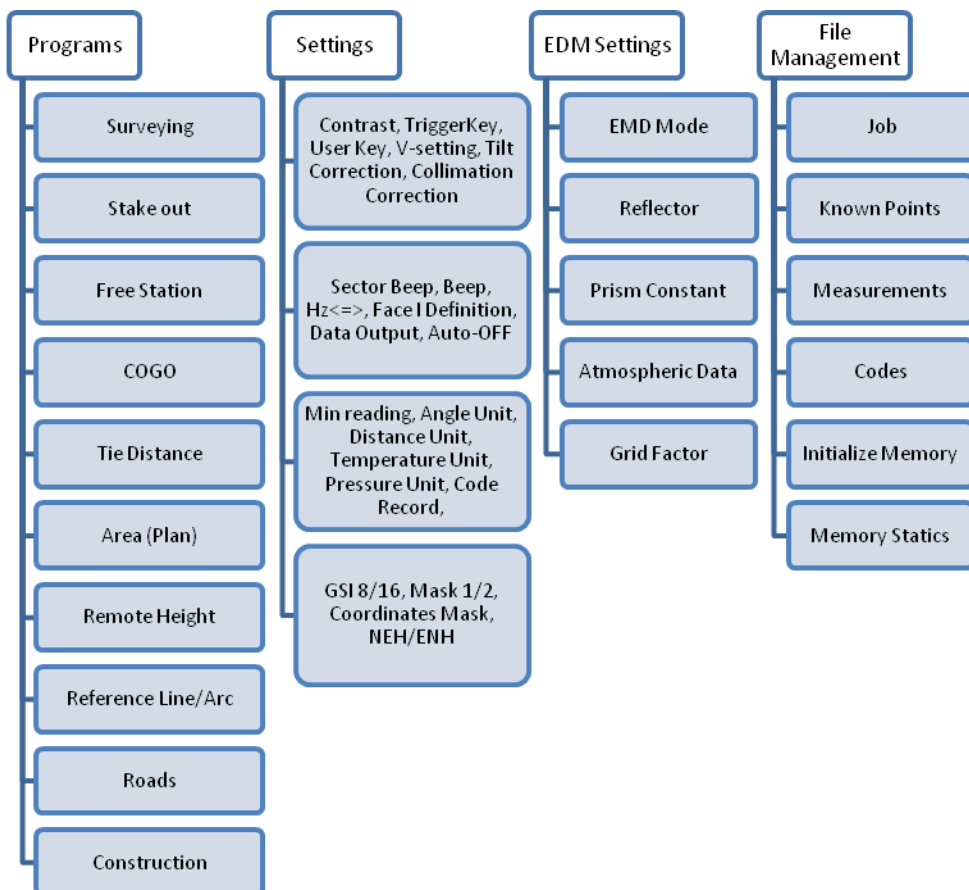 Programs
Surveying
Stake out
Free Station
COGO
Tie Distance
Area (Plan)
Remote Height
Reference Line/Arc
Roads
Construction
Settings
Contrast, TriggerKey,
User Key, V-setting, Tilt
Correction, Collimation
Correction
Sector Beep, Beep,
Hz<=>, Face I Definition,
Data Output, Auto-OFF
Min reading, Angle Unit,
Distance Unit,
Temperature Unit,
Pressure Unit, Code
Record,
GSI 8/16, Mask 1/2,
Coordinates Mask,
NEH/ENH
EDM Settings
EMD Mode
Reflector
Prism Constant
Atmospheric Data
Grid Factor
File
Management
Job
Known Points
Measurements
Codes
Initialize Memory
Memory Statics